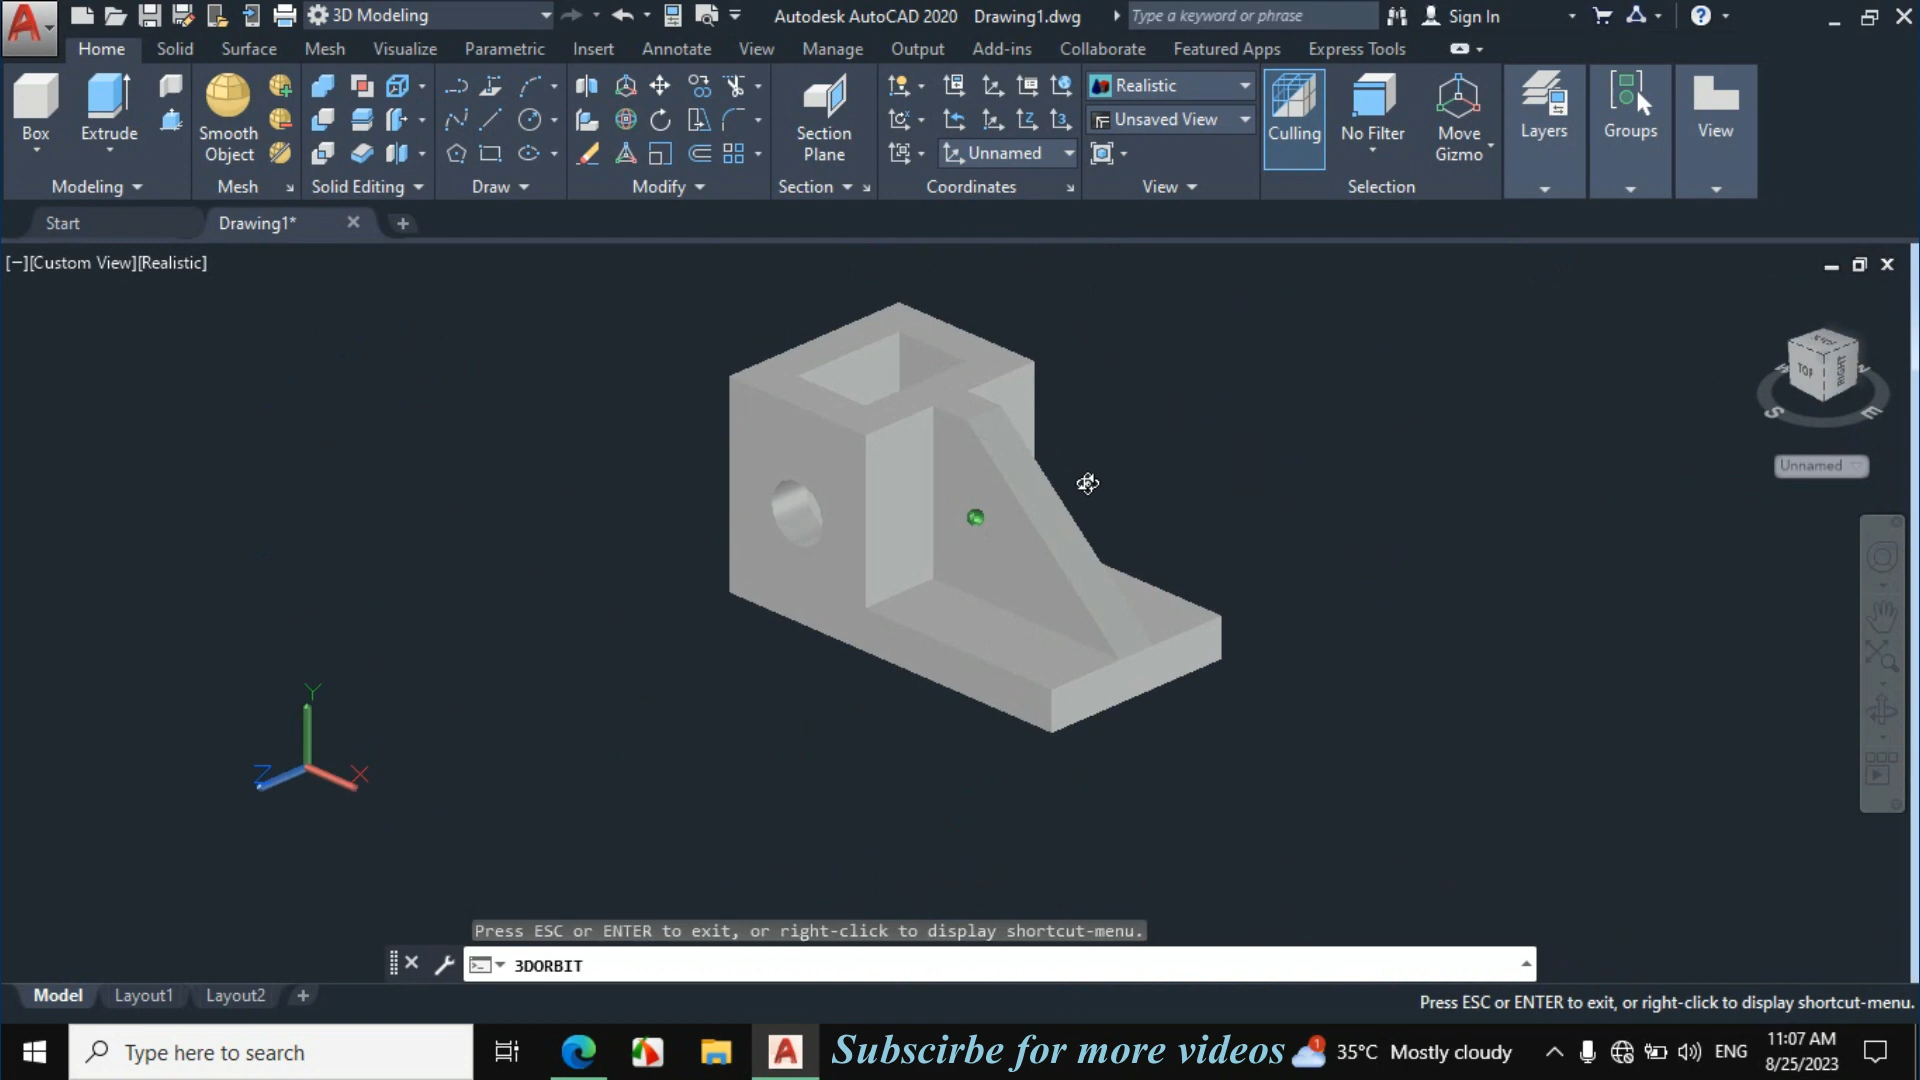 3D Modeling
Autodesk AutoCAD 2020 Drawing1.dwg
Type a keyword or phrase
Sign In
Home Solid Surface Mesh Visualize Parametric Insert Annotate View Manage Output Add-ins Collaborate Featured Apps Express Tools
Box
Extrude
Smooth Object
Section Plane
Realistic
Unsaved View
Unnamed
Culling
No Filter
Move Gizmo
Layers
Groups
View
Modeling Mesh Solid Editing Draw Modify Section Coordinates View Selection
Start Drawing1*
[−][Custom View][Realistic]
TOP
RIGHT
S
E
Unnamed
Y
Z
X
Press ESC or ENTER to exit, or right-click to display shortcut-menu.
3DORBIT
Model Layout1 Layout2 +
Press ESC or ENTER to exit, or right-click to display shortcut-menu.
Type here to search
Subscirbe for more videos
1
35°C Mostly cloudy
ENG
11:07 AM
8/25/2023